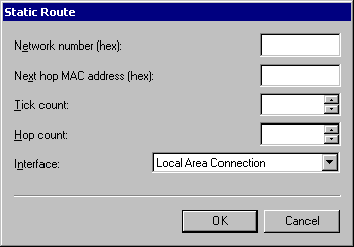 Static Route
Network number (hex):
Next hop MAC address (hex):
Tick count:
Hop count:
Interface: Local Area Connection
OK Cancel